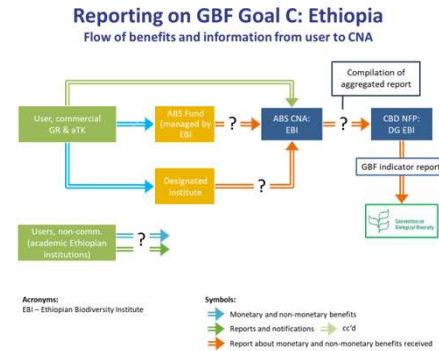 Reporting on GBF Goal C: Ethiopia
Flow of benefits and information from user to CNA
Compilation of
aggregated report
User, commercial
GR & aTK
ABS Fund
(managed by
EBI)
?
ABS CNA:
EBI
?
CBD NFP:
DG EBI
GBF indicator report
Designated
institute
?
Convention on
Biological Diversity
Users, non-comm.
(academic Ethiopian
institutions)
?
Acronyms:
EBI – Ethiopian Biodiversity Institute
Symbols:
Monetary and non-monetary benefits
Reports and notifications
cc'd
Report about monetary and non-monetary benefits received